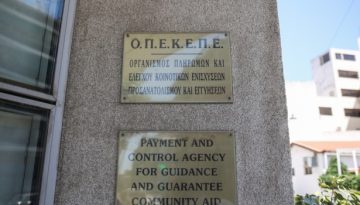 Ο.Π.Ε.Κ.Ε.Π.Ε.
ΟΡΓΑΝΙΣΜΟΣ ΠΛΗΡΩΜΩΝ ΚΑΙ
ΕΛΕΓΧΟΥ ΚΟΙΝΟΤΙΚΩΝ ΕΝΙΣΧΥΣΕΩΝ
ΠΡΟΣΑΝΑΤΟΛΙΣΜΟΥ ΚΑΙ ΕΓΓΥΗΣΕΩΝ
PAYMENT AND
CONTROL AGENCY
FOR GUIDANCE
AND GUARANTEE
COMMUNITY AID